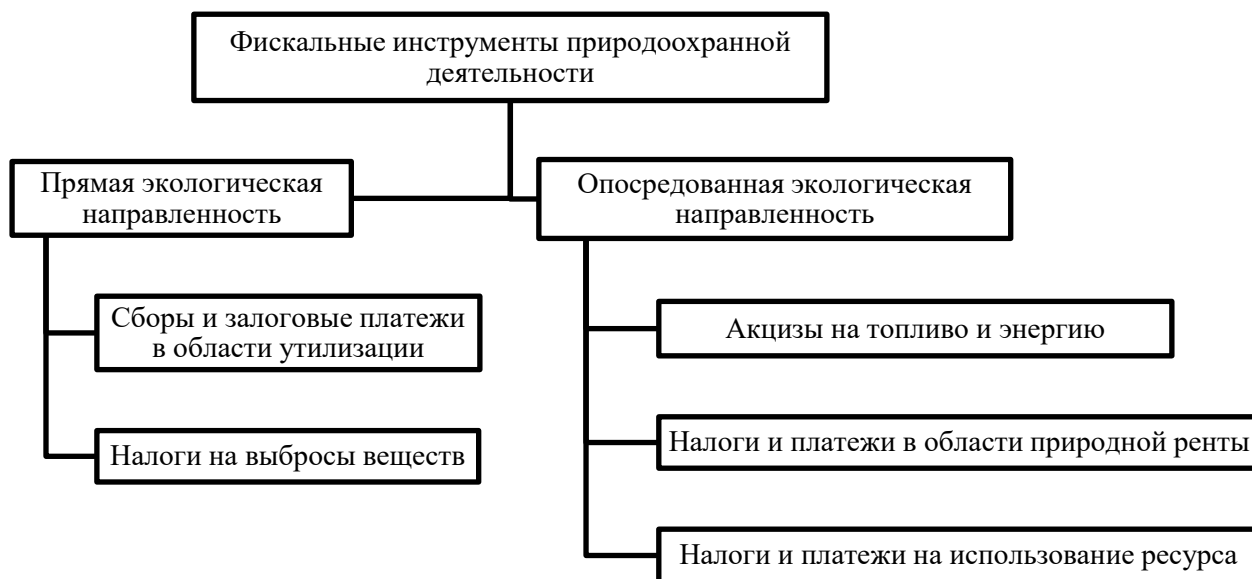 Фискальные инструменты природоохранной
деятельности
Прямая экологическая
направленность
Опосредованная экологическая
направленность
Сборы и залоговые платежи
в области утилизации
Налоги на выбросы веществ
Акцизы на топливо и энергию
Налоги и платежи в области природной ренты
Налоги и платежи на использование ресурса